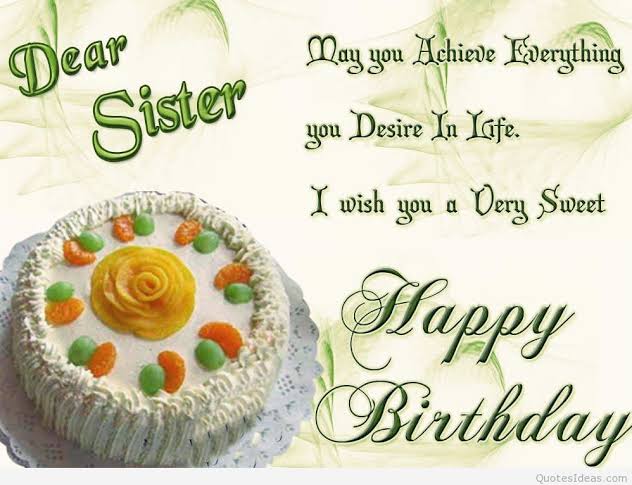 Dear
Sister
May you Achieve Everything
you Desire In Life.
I wish you a Very Sweet
Happy
Birthday
QuotesIdeas.com